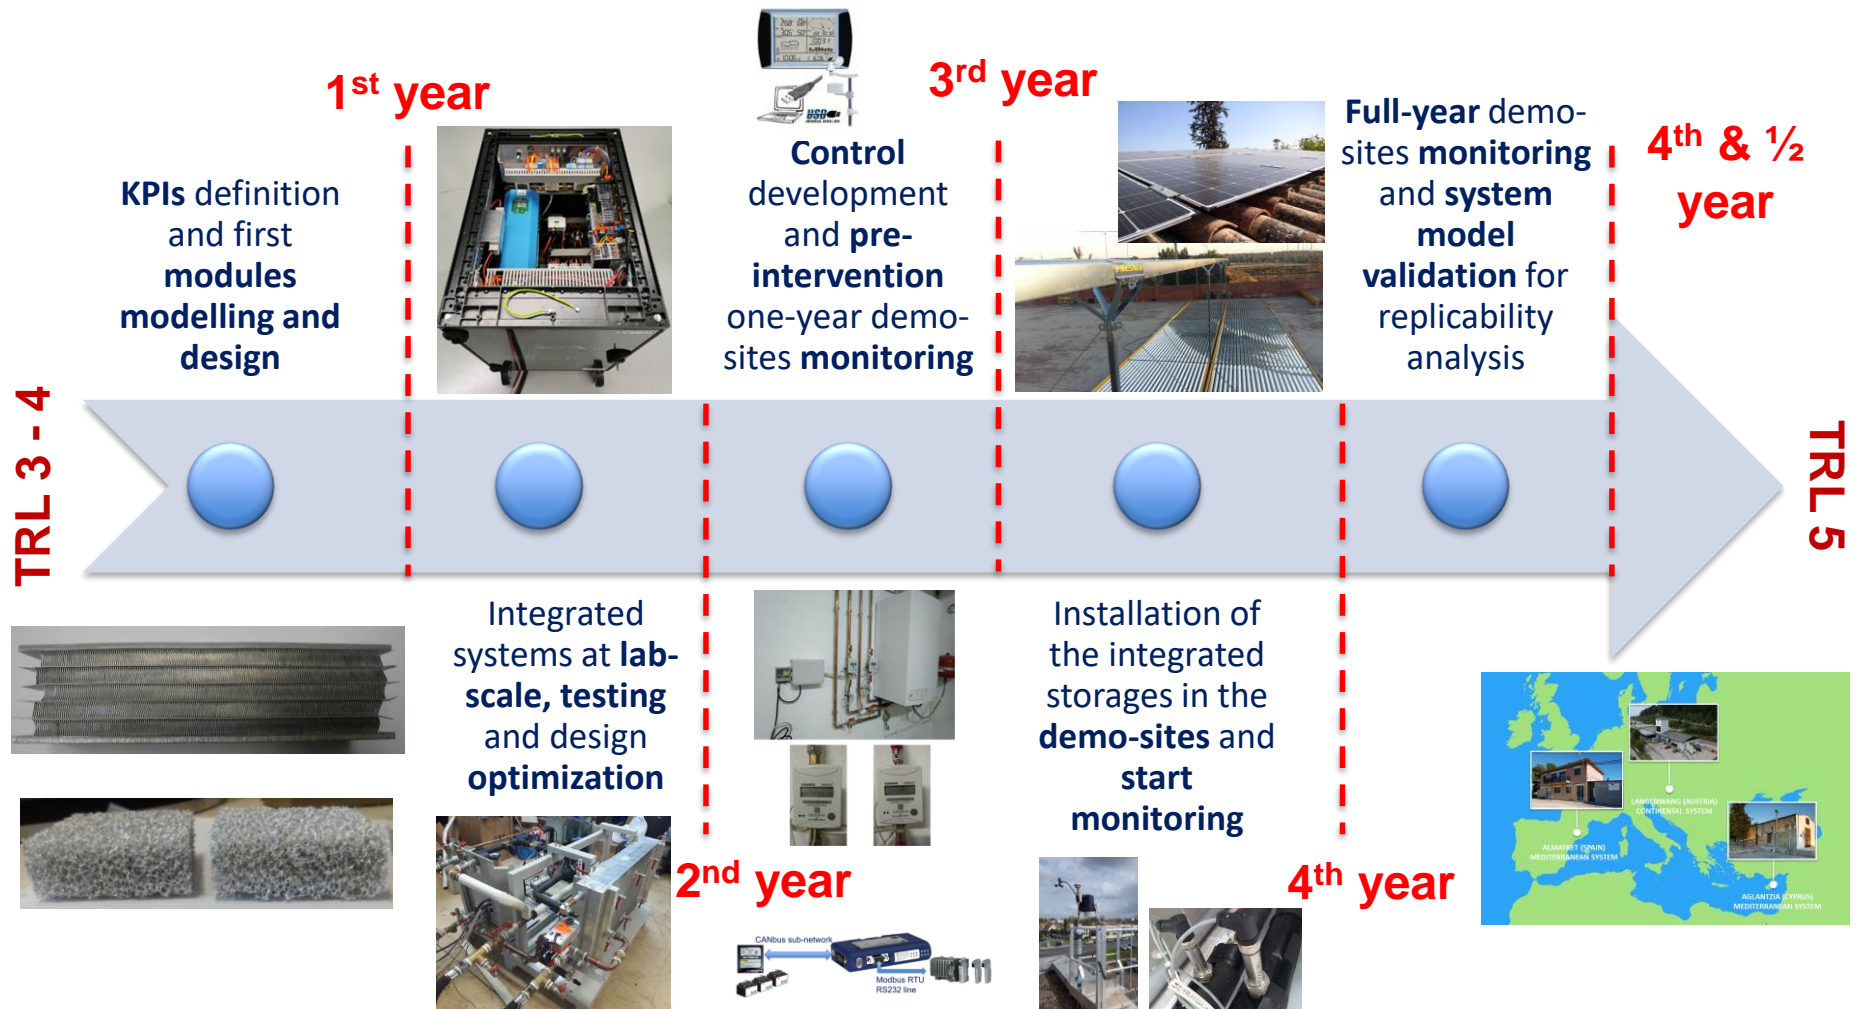 1st year
3rd year
4th & ½
year
KPIs definition
and first
modules
modelling and
design
Control
development
and pre-
intervention
one-year demo-
sites monitoring
USB
Full-year demo-
sites monitoring
and system
model
validation for
replicability
analysis
TRL 3 - 4
TRL 5
Integrated
systems at lab-
scale, testing
and design
optimization
Installation of
the integrated
storages in the
demo-sites and
start
monitoring
2nd year
4th year
CANbus sub-network
Modbus RTU
RS232 line
LANGENWANG (AUSTRIA)
CONTINENTAL SYSTEM
ALMATRET (SPAIN)
MEDITERRANEAN SYSTEM
AGLANTZIA (CYPRUS)
MEDITERRANEAN SYSTEM